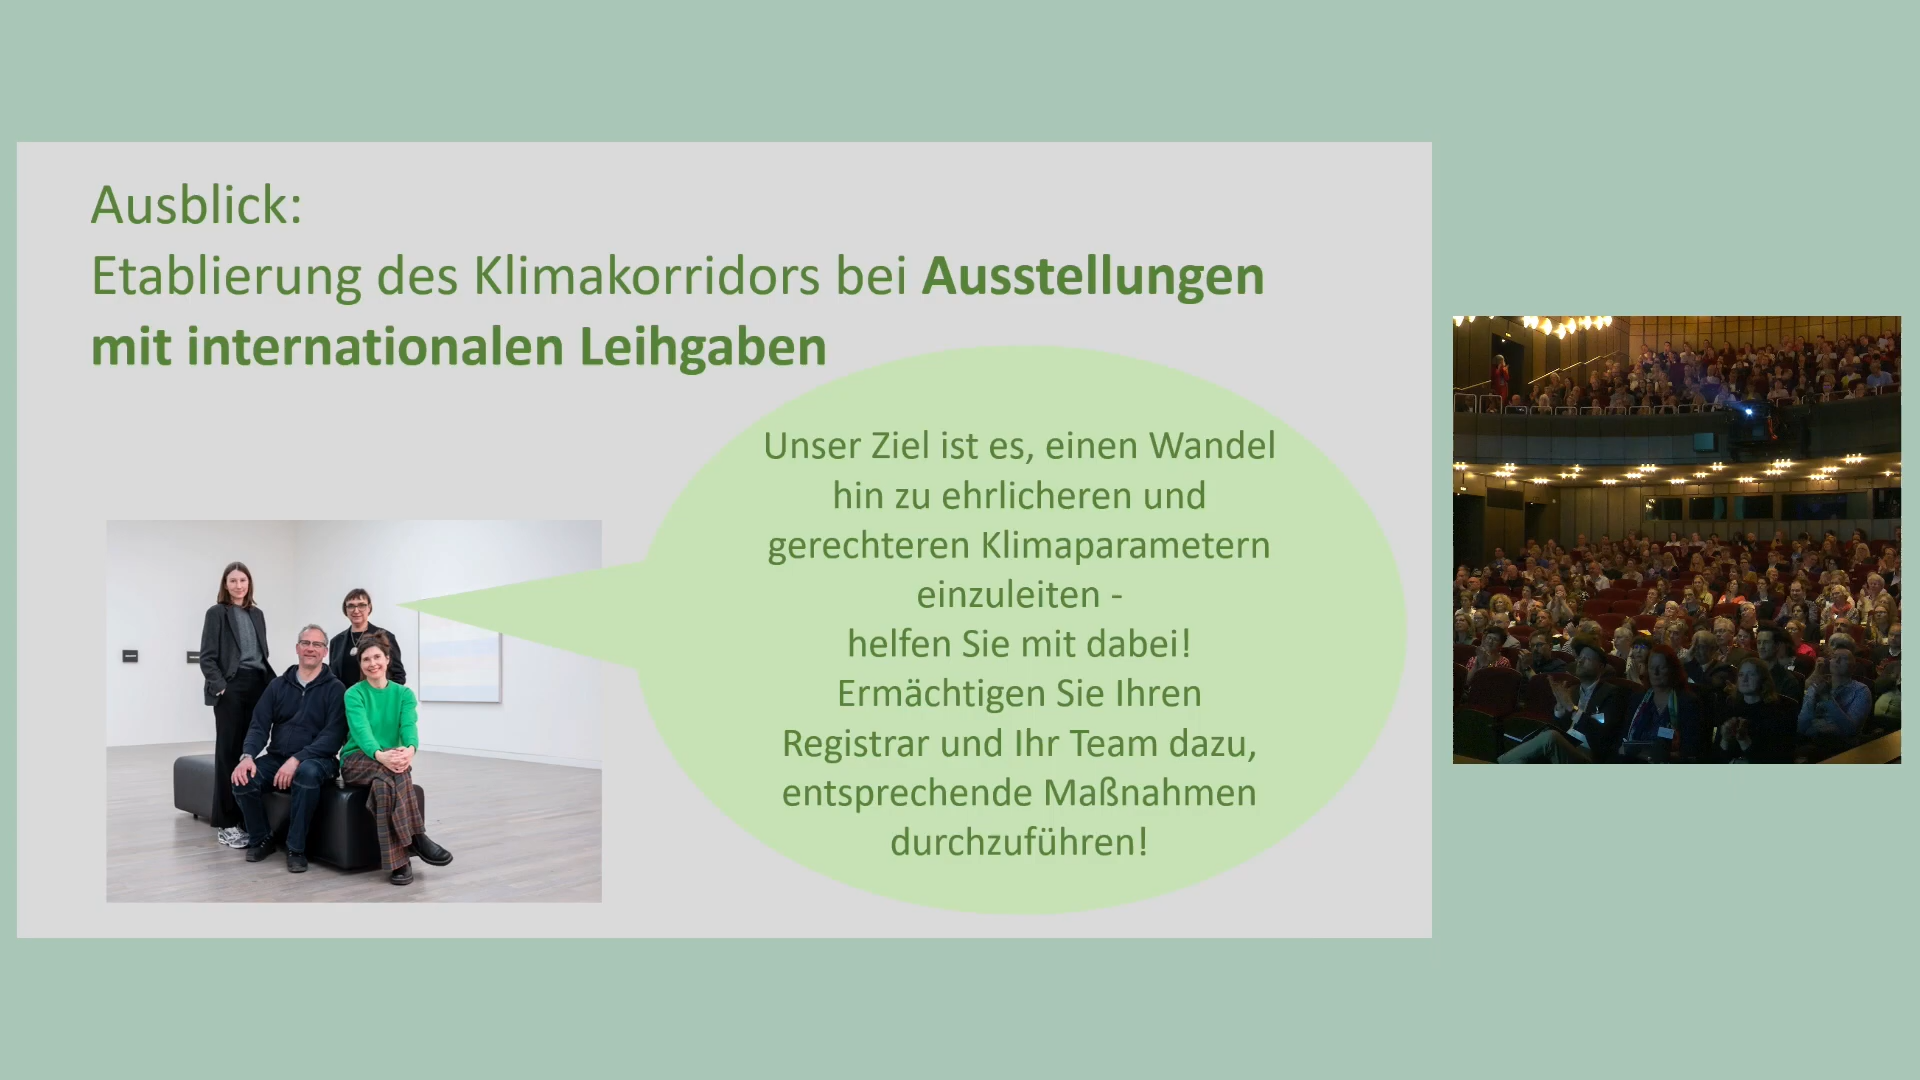 Ausblick:
Etablierung des Klimakorridors bei Ausstellungen
mit internationalen Leihgaben
Unser Ziel ist es, einen Wandel
hin zu ehrlicheren und
gerechteren Klimaparametern
einzuleiten -
helfen Sie mit dabei!
Ermächtigen Sie Ihren
Registrar und Ihr Team dazu,
entsprechende Maßnahmen
durchzuführen!